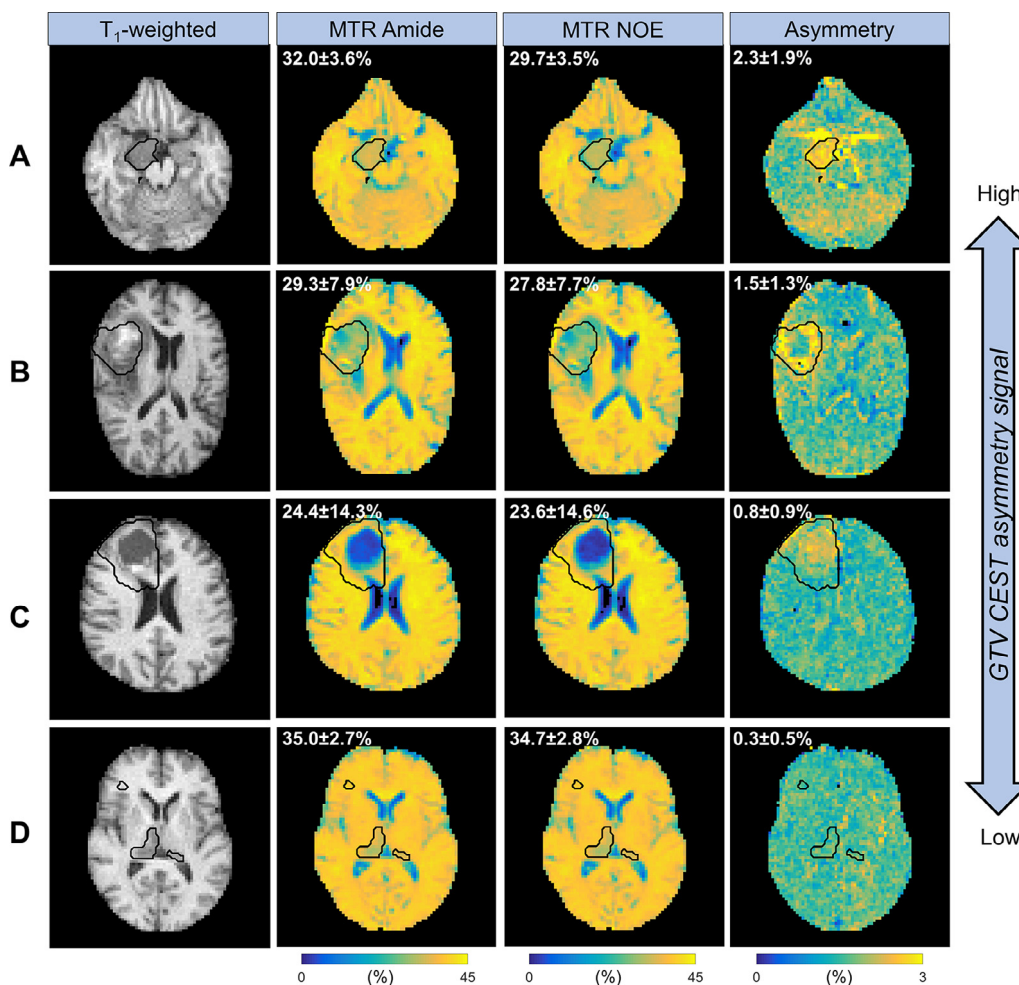 T₁-weighted
MTR Amide
MTR NOE
Asymmetry
A
32.0±3.6%
29.7±3.5%
2.3±1.9%
B
29.3±7.9%
27.8±7.7%
1.5±1.3%
C
24.4±14.3%
23.6±14.6%
0.8±0.9%
D
35.0±2.7%
34.7±2.8%
0.3±0.5%
High
GTV CEST asymmetry signal
Low
0 (%) 45
0 (%) 45
0 (%) 3